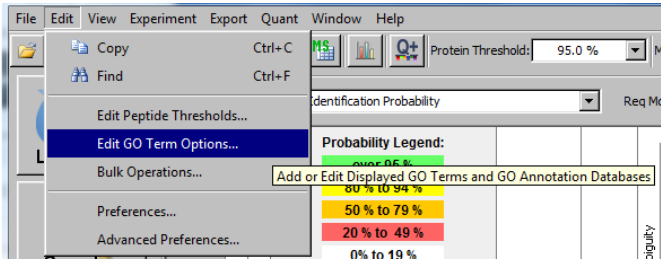 File Edit View Experiment Export Quant Window Help
Copy Ctrl+C
MS
Q+
Protein Threshold: 95.0 %
Find Ctrl+F
Identification Probability
Req Mo
Edit Peptide Thresholds...
Edit GO Term Options...
Probability Legend:
over 95 %
Bulk Operations...
Add or Edit Displayed GO Terms and GO Annotation Databases
80 % to 94 %
Preferences...
50 % to 79 %
20 % to 49 %
Advanced Preferences...
0% to 19 %
biguity